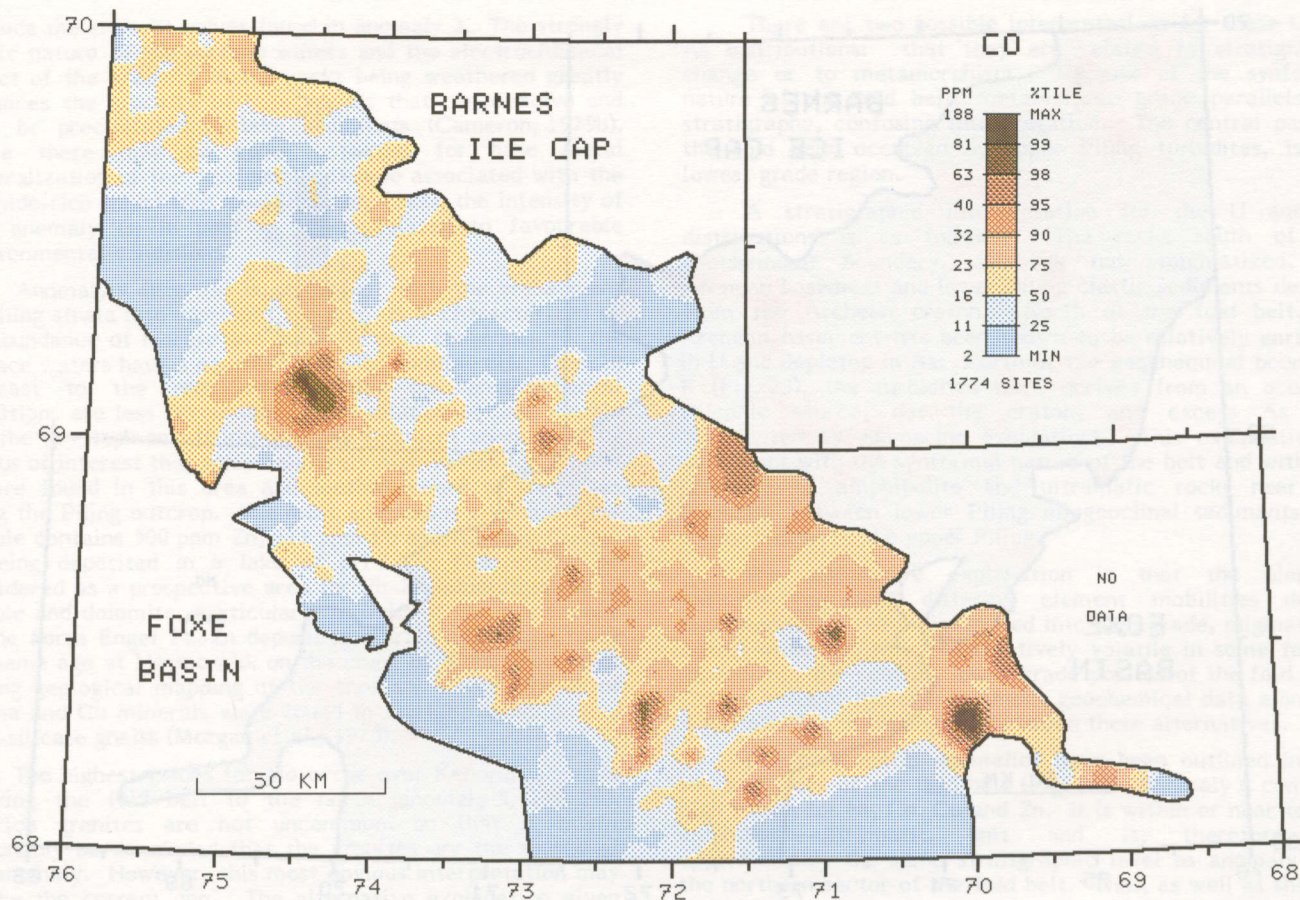 70
CO
BARNES
ICE CAP
PPM %TILE
188 MAX
81 99
63 98
40 95
32 90
23 75
16 50
11 25
2 MIN
1774 SITES
69
NO
DATA
FOXE
BASIN
50 KM
68
76 75 74 73 72 71 70 69 68